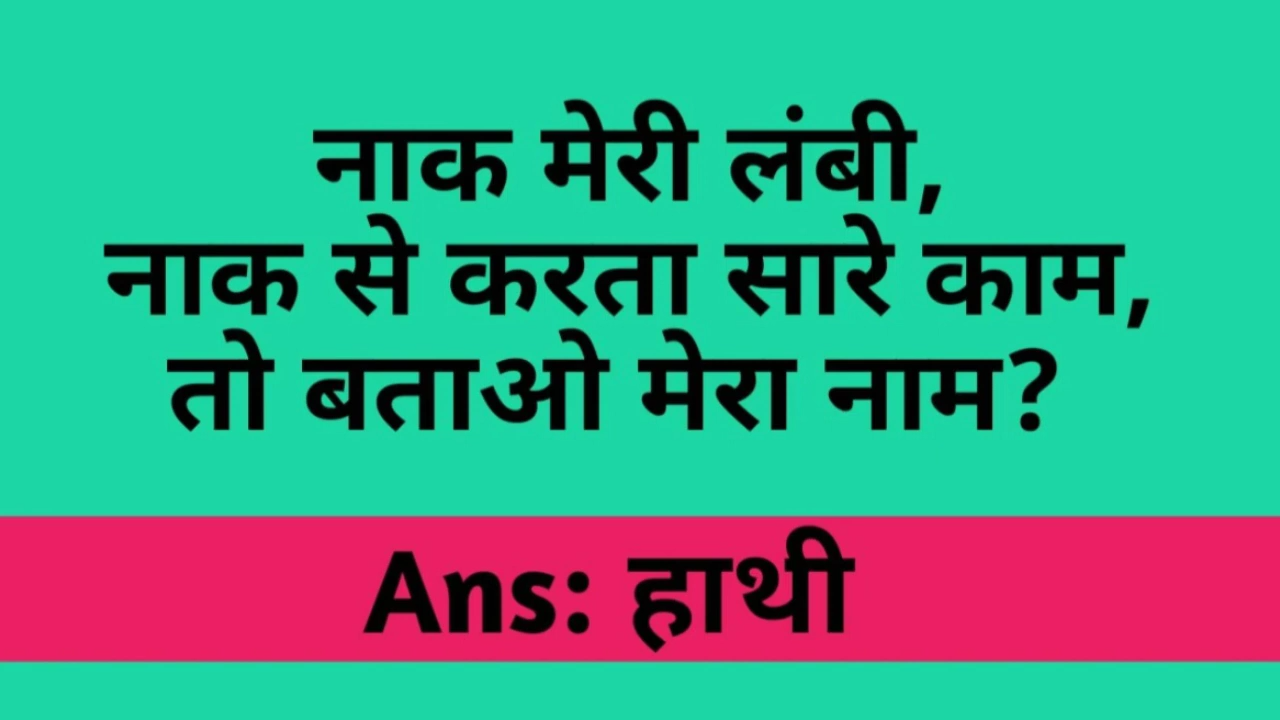 नाक मेरी लंबी,
नाक से करता सारे काम,
तो बताओ मेरा नाम?
Ans: हाथी